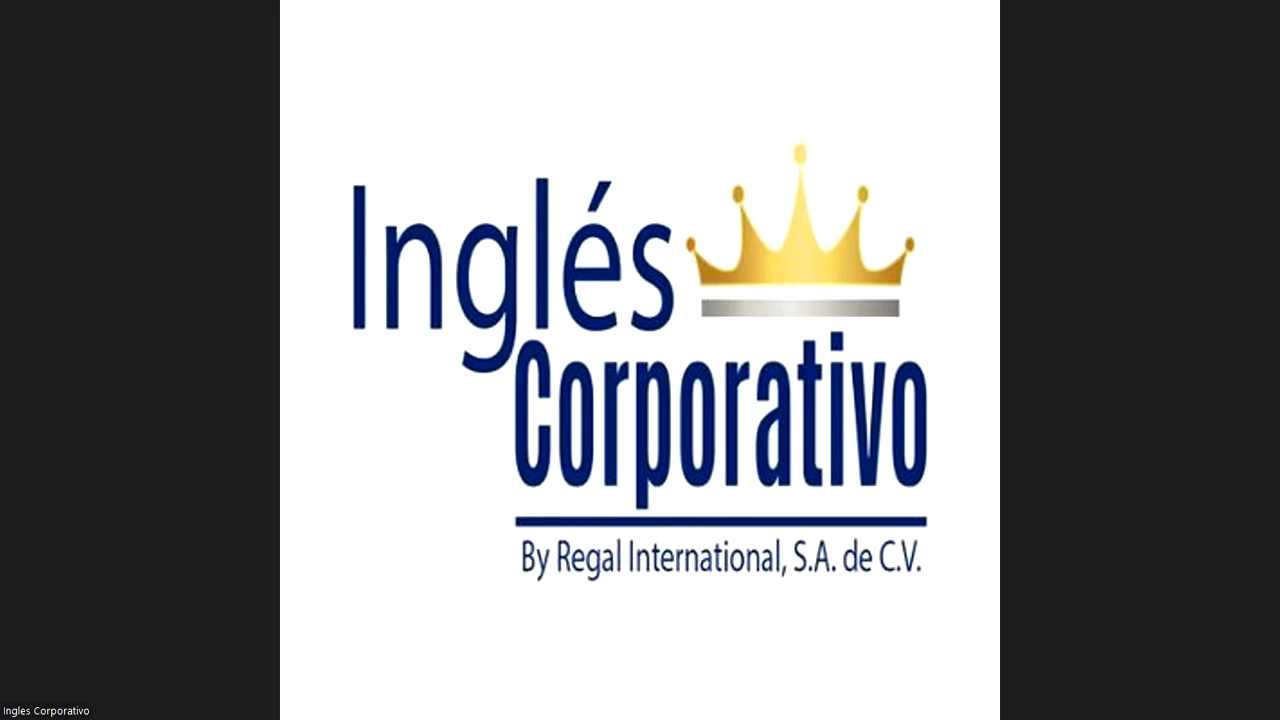 Inglés
Corporativo
By Regal International, S.A. de C.V.
Ingles Corporativo